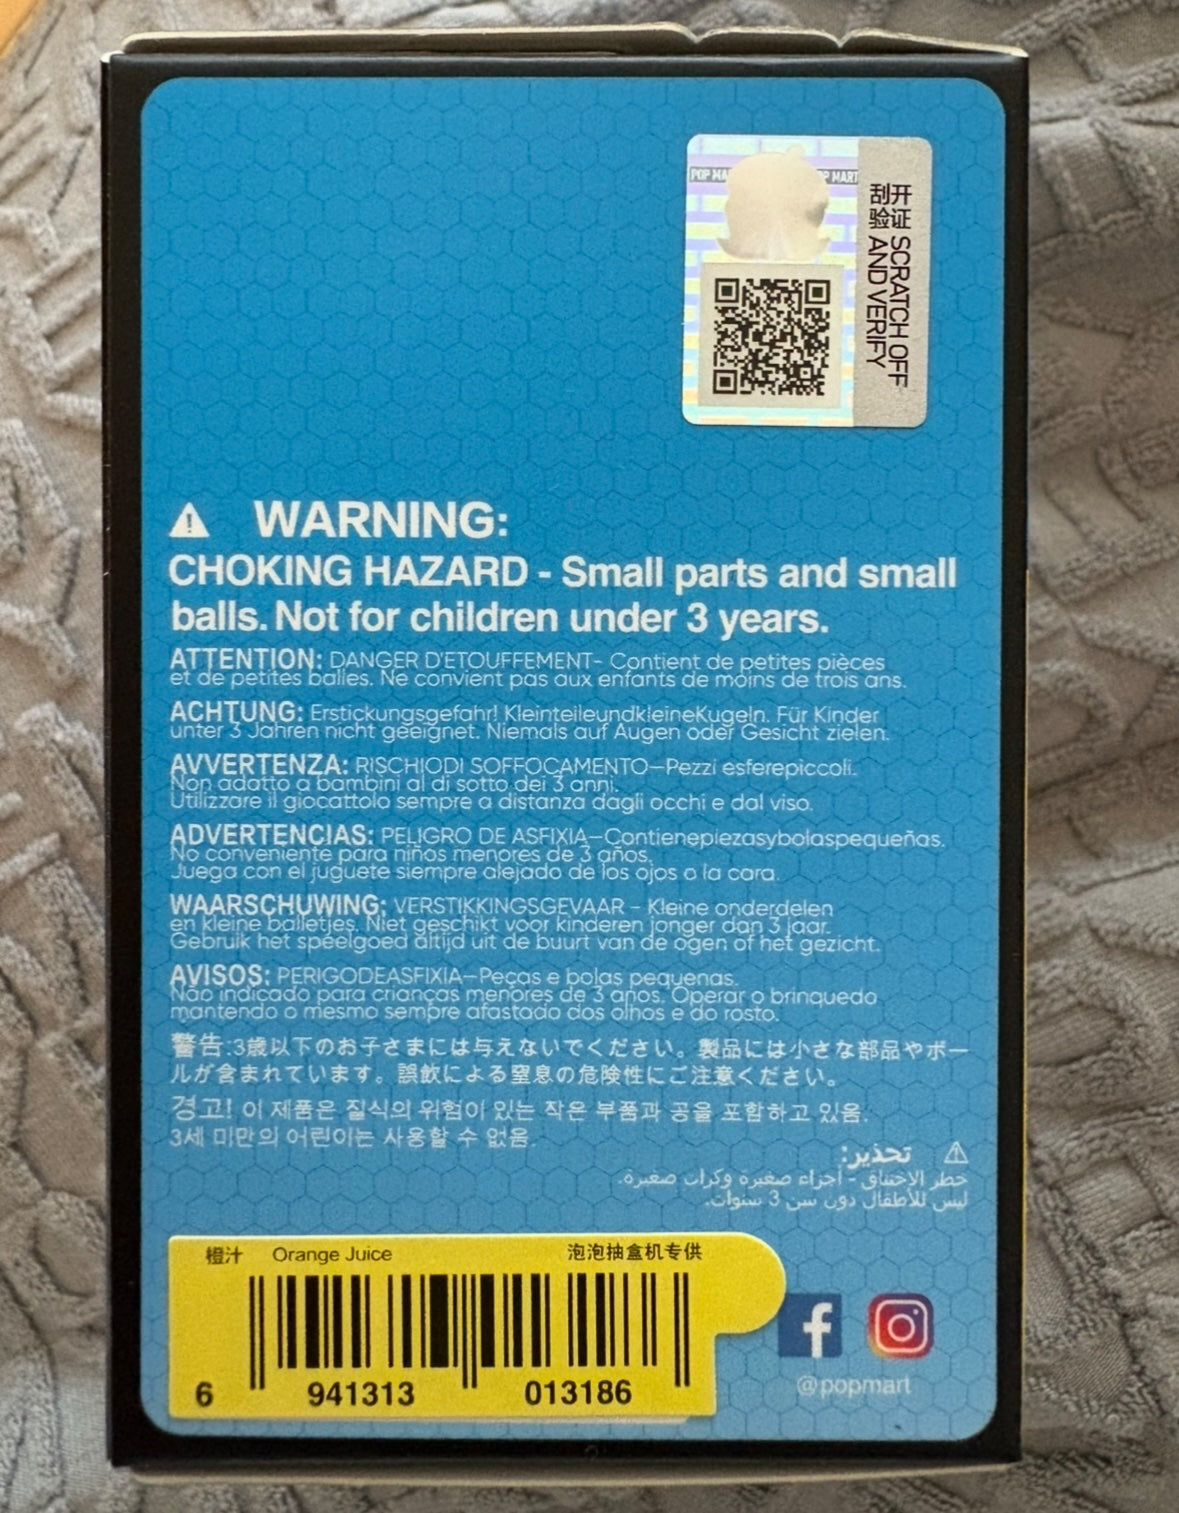 POP MA
OP MART
刮开
验证
SCRATCH OFF
AND VERIFY
WARNING:
CHOKING HAZARD - Small parts and small
balls. Not for children under 3 years.
ATTENTION: DANGER D'ETOUFFEMENT- Contient de petites pièces
et de petites balles. Ne convient pas aux enfants de moins de trois ans.
ACHTUNG: Erstickungsgefahr! KleinteileundkleineKugeln. Für Kinder
unter 3 Jahren nicht geeignet. Niemals auf Augen oder Gesicht zielen.
AVVERTENZA: RISCHIODI SOFFOCAMENTO—Pezzi esferepiccoli.
Non adatto a bambini al di sotto dei 3 anni.
Utilizzare il giocattolo sempre a distanza dagli occhi e dal viso.
ADVERTENCIAS: PELIGRO DE ASFIXIA—Contienepiezasybolaspequeñas.
No conveniente para niños menores de 3 años.
Juega con el juguete siempre alejado de los ojos o la cara.
WAARSCHUWING: VERSTIKKINGSGEVAAR - Kleine onderdelen
en kleine balletjes. Niet geschikt voor kinderen jonger dan 3 jaar.
Gebruik het speelgoed altijd uit de buurt van de ogen of het gezicht.
AVISOS: PERIGODEASFIXIA—Peças e bolas pequenas.
Não indicado para crianças menores de 3 anos. Operar o brinquedo
mantendo o mesmo sempre afastado dos olhos e do rosto.
警告:3歳以下のお子さまには与えないでください。製品には小さな部品やボー
ルが含まれています。誤飲による窒息の危険性にご注意ください。
경고! 이 제품은 질식의 위험이 있는 작은 부품과 공을 포함하고 있음.
3세 미만의 어린이는 사용할 수 없음.
تحذير:
خطر الاختناق - أجزاء صغيرة وكرات صغيرة.
ليس للأطفال دون سن 3 سنوات.
橙汁 Orange Juice 泡泡抽盒机专供
6 941313 013186
@popmart